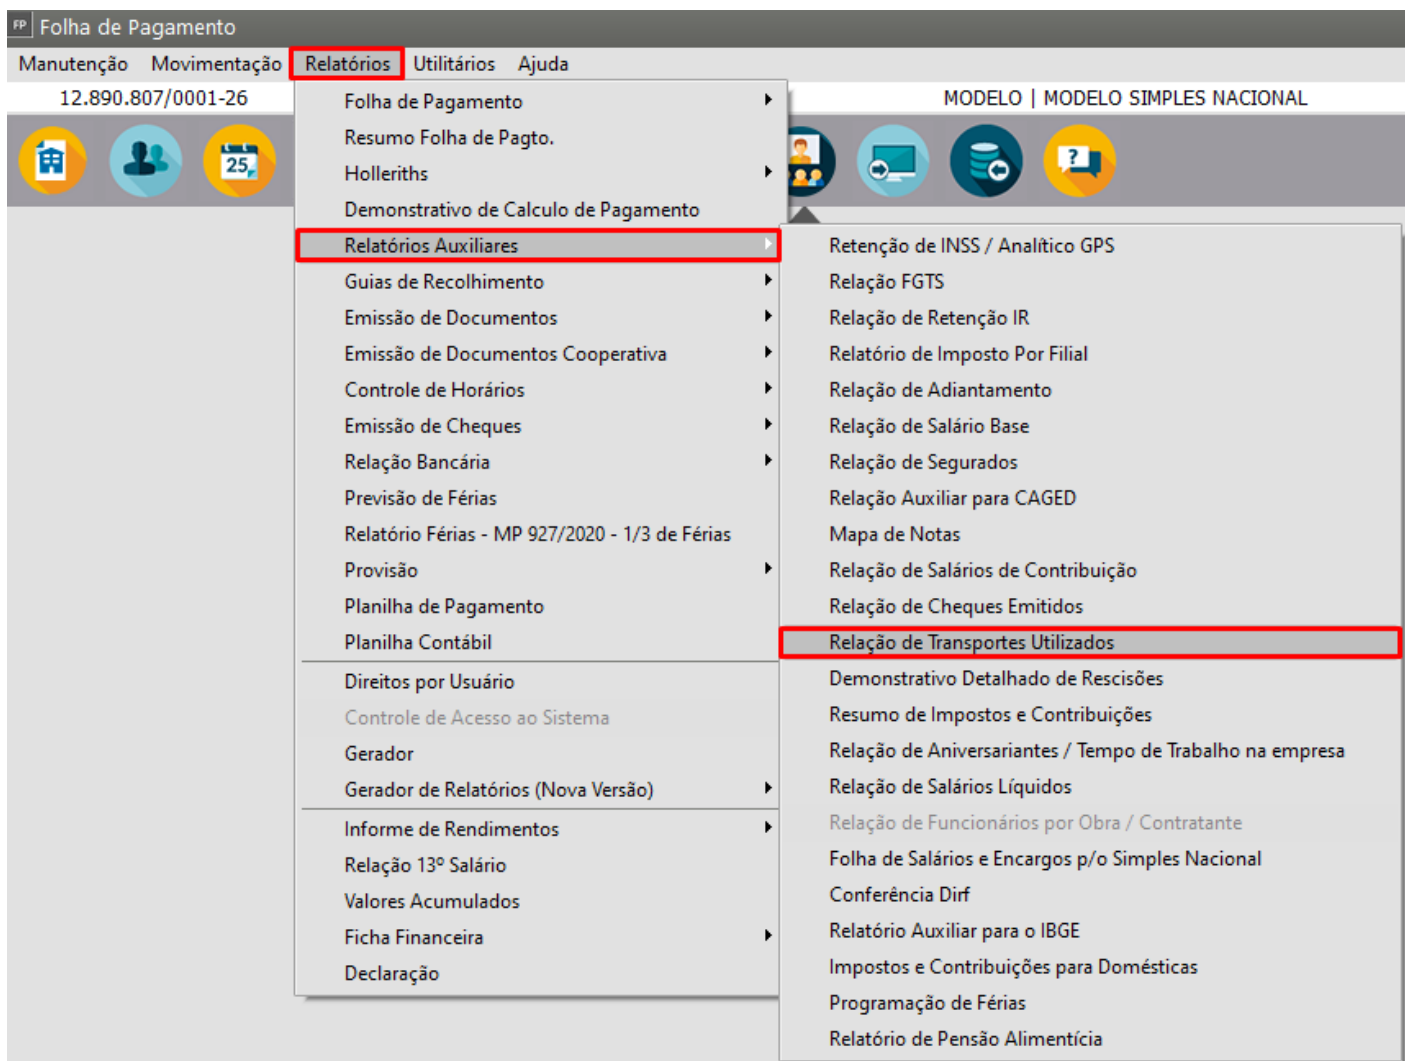 FP Folha de Pagamento
Manutenção Movimentação Relatórios Utilitários Ajuda
12.890.807/0001-26
MODELO | MODELO SIMPLES NACIONAL
25
?
Folha de Pagamento
Resumo Folha de Pagto.
Holleriths
Demonstrativo de Calculo de Pagamento
Relatórios Auxiliares
Guias de Recolhimento
Emissão de Documentos
Emissão de Documentos Cooperativa
Controle de Horários
Emissão de Cheques
Relação Bancária
Previsão de Férias
Relatório Férias - MP 927/2020 - 1/3 de Férias
Provisão
Planilha de Pagamento
Planilha Contábil
Direitos por Usuário
Controle de Acesso ao Sistema
Gerador
Gerador de Relatórios (Nova Versão)
Informe de Rendimentos
Relação 13º Salário
Valores Acumulados
Ficha Financeira
Declaração
Retenção de INSS / Analítico GPS
Relação FGTS
Relação de Retenção IR
Relatório de Imposto Por Filial
Relação de Adiantamento
Relação de Salário Base
Relação de Segurados
Relação Auxiliar para CAGED
Mapa de Notas
Relação de Salários de Contribuição
Relação de Cheques Emitidos
Relação de Transportes Utilizados
Demonstrativo Detalhado de Rescisões
Resumo de Impostos e Contribuições
Relação de Aniversariantes / Tempo de Trabalho na empresa
Relação de Salários Líquidos
Relação de Funcionários por Obra / Contratante
Folha de Salários e Encargos p/o Simples Nacional
Conferência Dirf
Relatório Auxiliar para o IBGE
Impostos e Contribuições para Domésticas
Programação de Férias
Relatório de Pensão Alimentícia